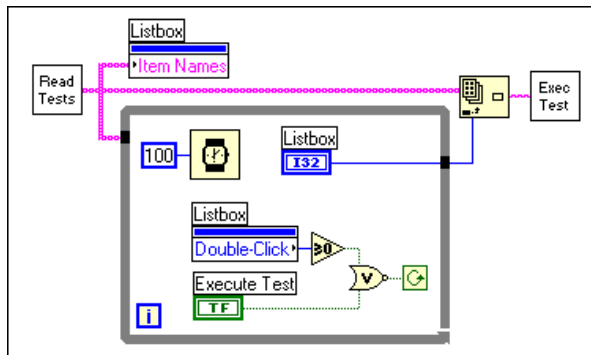 Listbox
Item Names
Read
Tests
Exec
Test
100
Listbox
I32
Listbox
Double-Click
≥0
V
Execute Test
TF
i